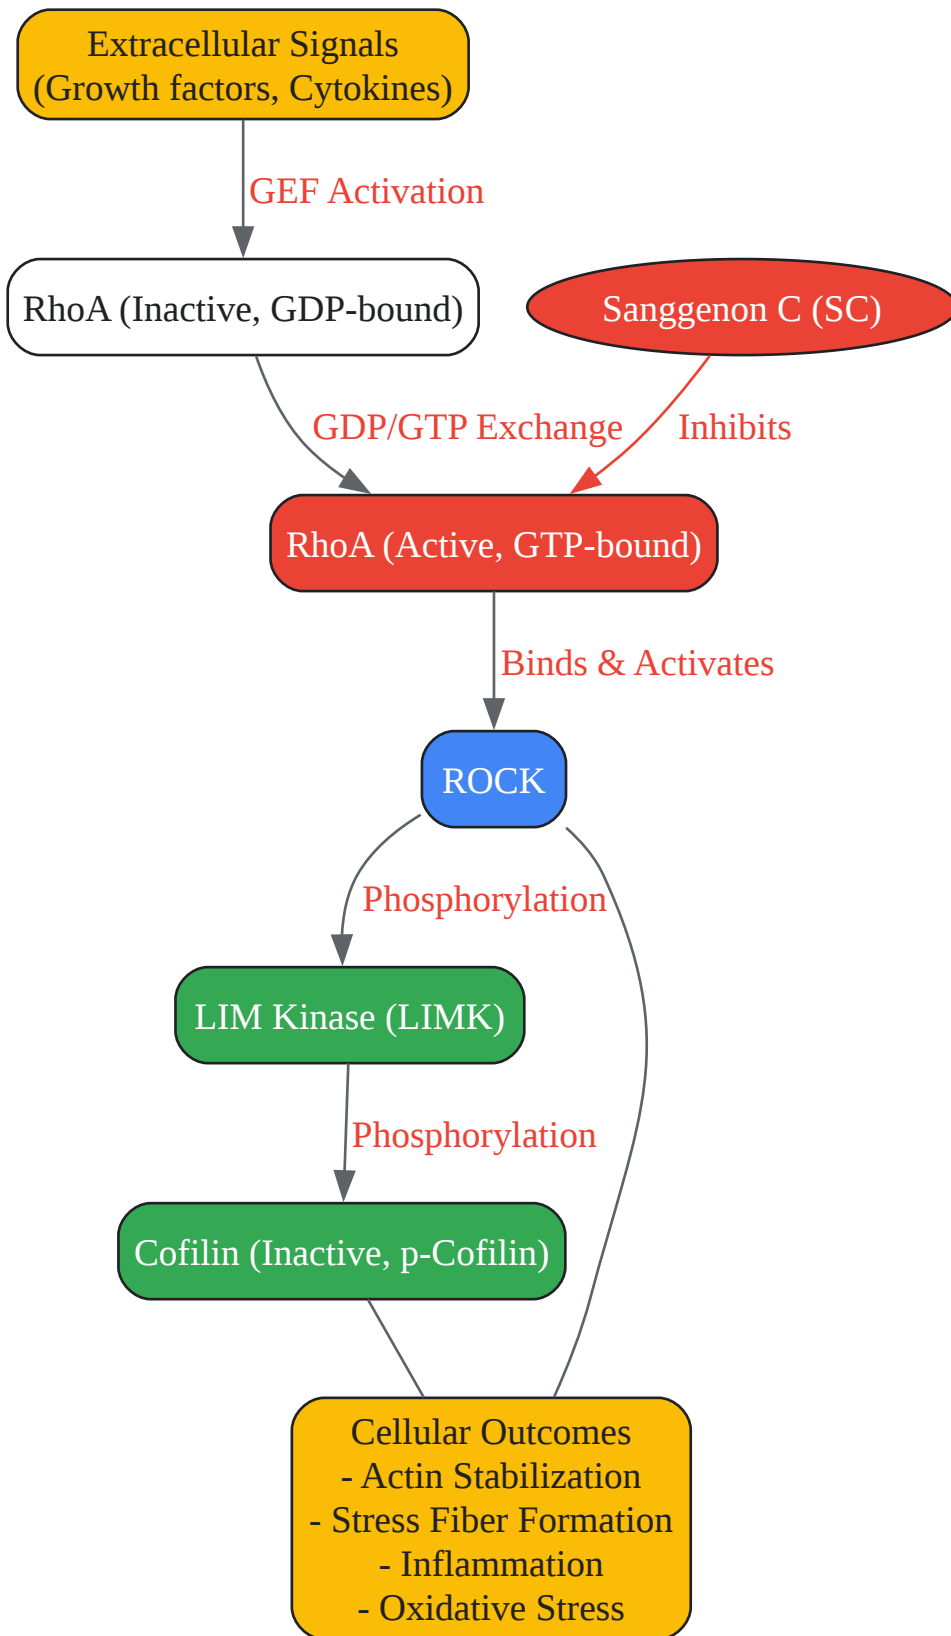 Extracellular Signals
(Growth factors, Cytokines)
GEF Activation
RhoA (Inactive, GDP-bound)
Sanggenon C (SC)
GDP/GTP Exchange
Inhibits
RhoA (Active, GTP-bound)
Binds & Activates
ROCK
Phosphorylation
LIM Kinase (LIMK)
Phosphorylation
Cofilin (Inactive, p-Cofilin)
Cellular Outcomes
- Actin Stabilization
- Stress Fiber Formation
- Inflammation
- Oxidative Stress